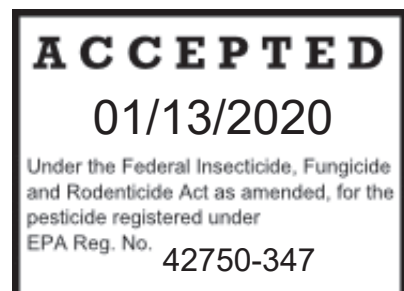 ACCEPTED
01/13/2020
Under the Federal Insecticide, Fungicide
and Rodenticide Act as amended, for the
pesticide registered under
EPA Reg. No. 42750-347